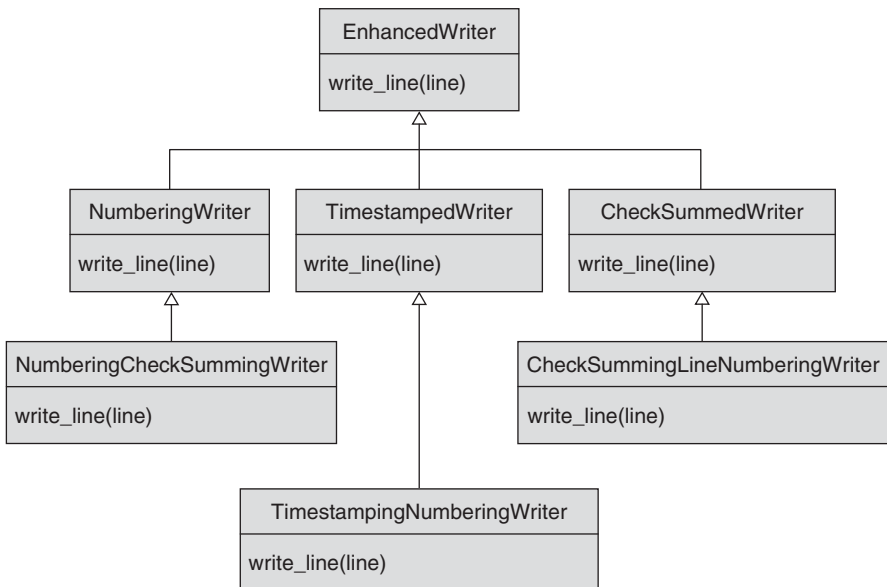 EnhancedWriter
write_line(line)
NumberingWriter
write_line(line)
TimestampedWriter
write_line(line)
CheckSummedWriter
write_line(line)
NumberingCheckSummingWriter
write_line(line)
CheckSummingLineNumberingWriter
write_line(line)
TimestampingNumberingWriter
write_line(line)